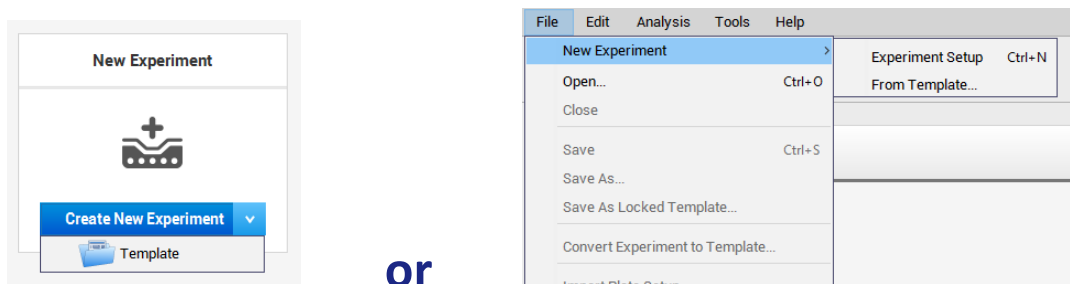 New Experiment
Create New Experiment
Template
or
File Edit Analysis Tools Help
New Experiment >
Experiment Setup Ctrl+N
From Template...
Open... Ctrl+O
Close
Save Ctrl+S
Save As...
Save As Locked Template...
Convert Experiment to Template...